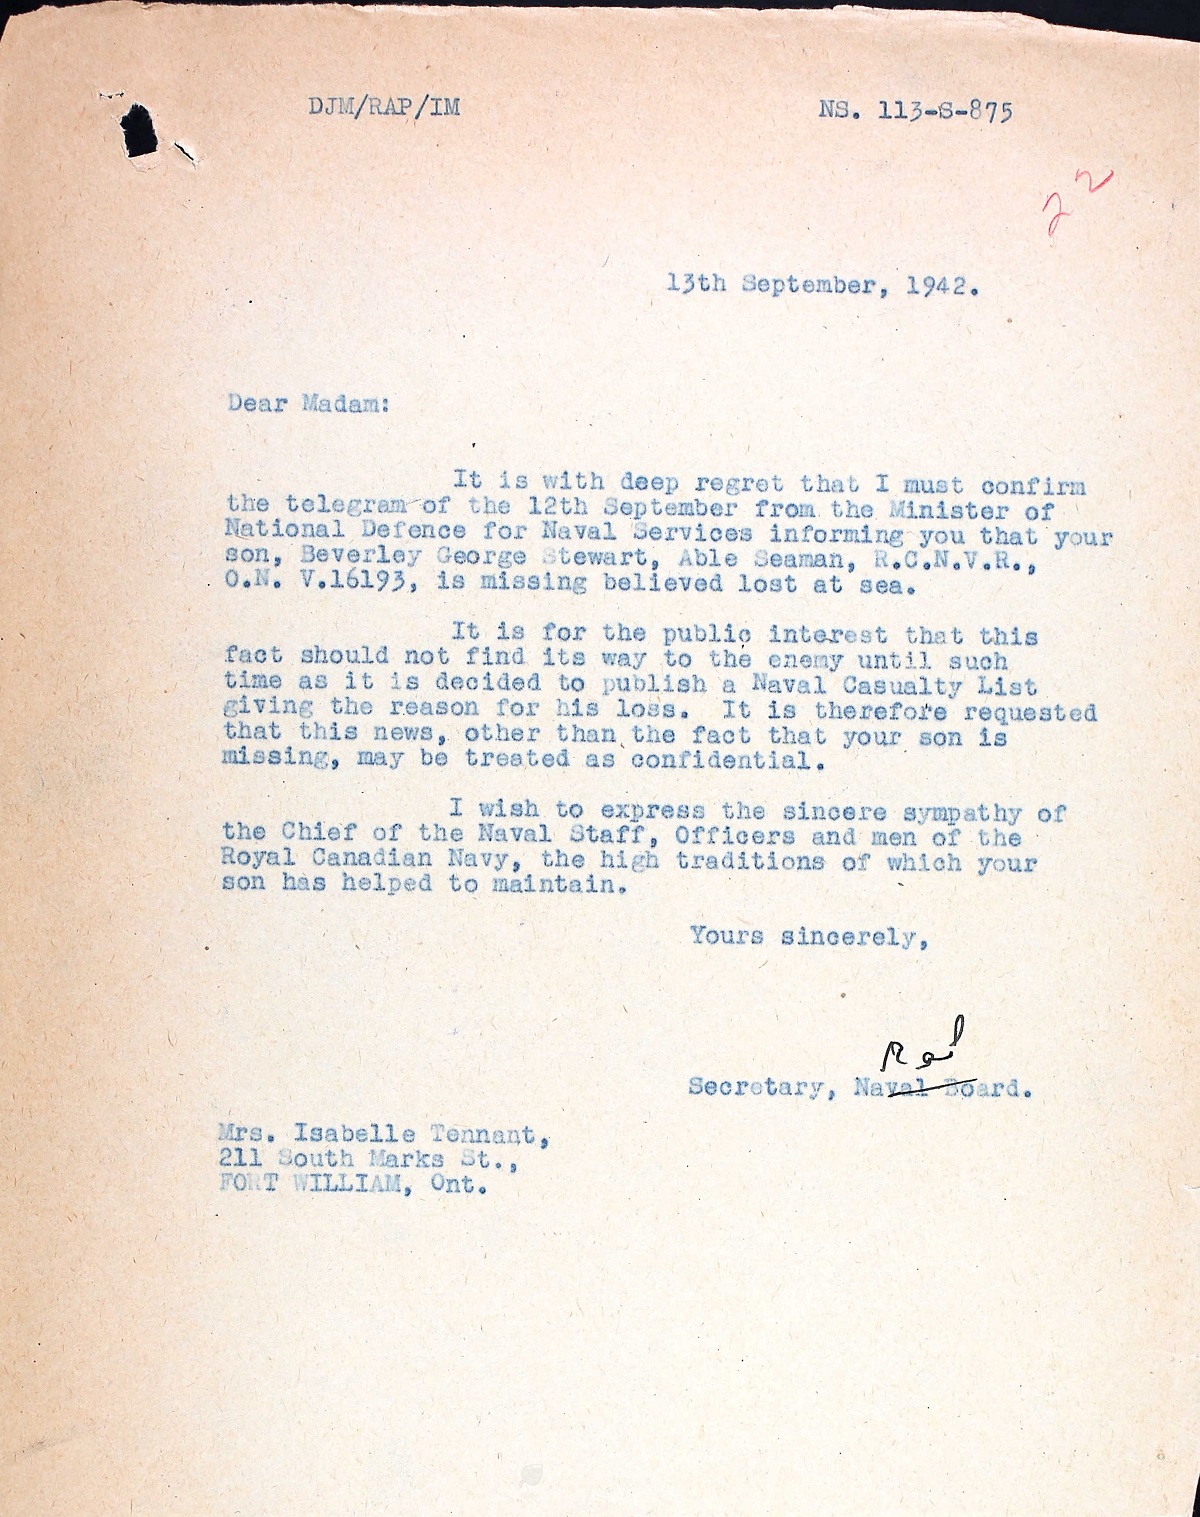 DJM/RAP/IM NS. 113-S-875
22
13th September, 1942.
Dear Madam:
It is with deep regret that I must confirm
the telegram of the 12th September from the Minister of
National Defence for Naval Services informing you that your
son, Beverley George Stewart, Able Seaman, R.C.N.V.R.,
O.N. V.16193, is missing believed lost at sea.
It is for the public interest that this
fact should not find its way to the enemy until such
time as it is decided to publish a Naval Casualty List
giving the reason for his loss. It is therefore requested
that this news, other than the fact that your son is
missing, may be treated as confidential.
I wish to express the sincere sympathy of
the Chief of the Naval Staff, Officers and men of the
Royal Canadian Navy, the high traditions of which your
son has helped to maintain.
Yours sincerely,
Secretary, Naval Board.
Mrs. Isabelle Tennant,
211 South Marks St.,
FORT WILLIAM, Ont.